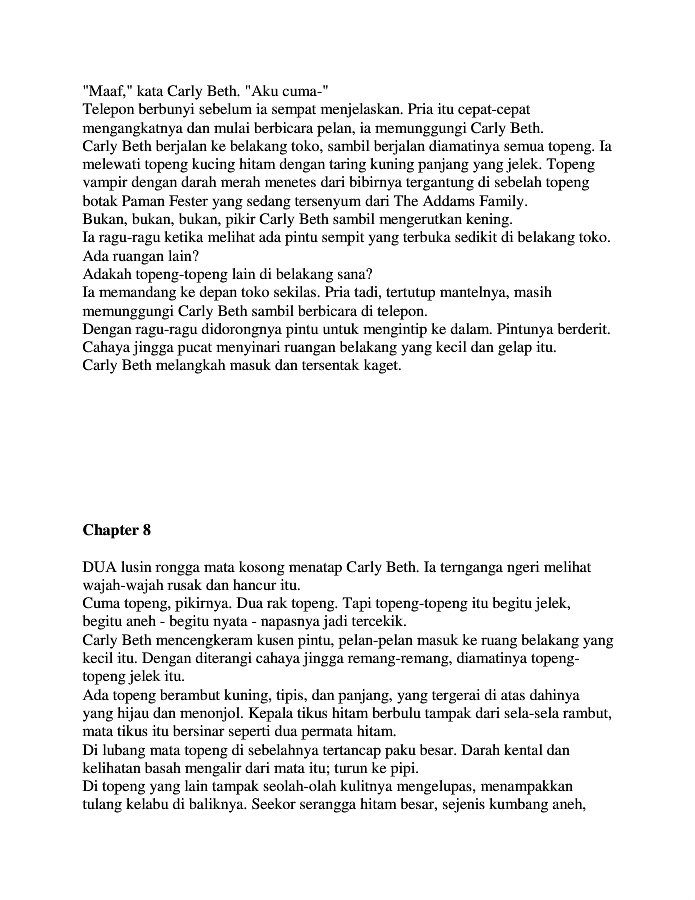 "Maaf," kata Carly Beth. "Aku cuma-"
Telepon berbunyi sebelum ia sempat menjelaskan. Pria itu cepat-cepat
mengangkatnya dan mulai berbicara pelan, ia memunggungi Carly Beth.
Carly Beth berjalan ke belakang toko, sambil berjalan diamatinya semua topeng. Ia
melewati topeng kucing hitam dengan taring kuning panjang yang jelek. Topeng
vampir dengan darah merah menetes dari bibirnya tergantung di sebelah topeng
botak Paman Fester yang sedang tersenyum dari The Addams Family.
Bukan, bukan, bukan, pikir Carly Beth sambil mengerutkan kening.
Ia ragu-ragu ketika melihat ada pintu sempit yang terbuka sedikit di belakang toko.
Ada ruangan lain?
Adakah topeng-topeng lain di belakang sana?
Ia memandang ke depan toko sekilas. Pria tadi, tertutup mantelnya, masih
memunggungi Carly Beth sambil berbicara di telepon.
Dengan ragu-ragu didorongnya pintu untuk mengintip ke dalam. Pintunya berderit.
Cahaya jingga pucat menyinari ruangan belakang yang kecil dan gelap itu.
Carly Beth melangkah masuk dan tersentak kaget.
Chapter 8
DUA lusin rongga mata kosong menatap Carly Beth. Ia ternganga ngeri melihat
wajah-wajah rusak dan hancur itu.
Cuma topeng, pikirnya. Dua rak topeng. Tapi topeng-topeng itu begitu jelek,
begitu aneh - begitu nyata - napasnya jadi tercekik.
Carly Beth mencengkeram kusen pintu, pelan-pelan masuk ke ruang belakang yang
kecil itu. Dengan diterangi cahaya jingga remang-remang, diamatinya topeng-
topeng jelek itu.
Ada topeng berambut kuning, tipis, dan panjang, yang tergerai di atas dahinya
yang hijau dan menonjol. Kepala tikus hitam berbulu tampak dari sela-sela rambut,
mata tikus itu bersinar seperti dua permata hitam.
Di lubang mata topeng di sebelahnya tertancap paku besar. Darah kental dan
kelihatan basah mengalir dari mata itu; turun ke pipi.
Di topeng yang lain tampak seolah-olah kulitnya mengelupas, menampakkan
tulang kelabu di baliknya. Seekor serangga hitam besar, sejenis kumbang aneh,